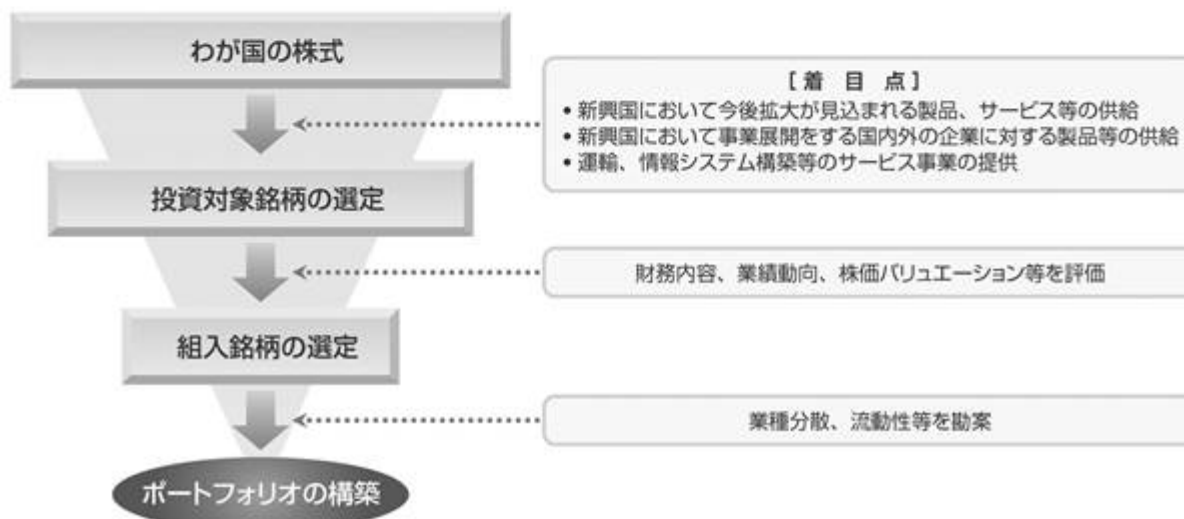 わが国の株式
[着 目 点]
• 新興国において今後拡大が見込まれる製品、サービス等の供給
• 新興国において事業展開をする国内外の企業に対する製品等の供給
• 運輸、情報システム構築等のサービス事業の提供
投資対象銘柄の選定
財務内容、業績動向、株価バリュエーション等を評価
組入銘柄の選定
業種分散、流動性等を勘案
ポートフォリオの構築